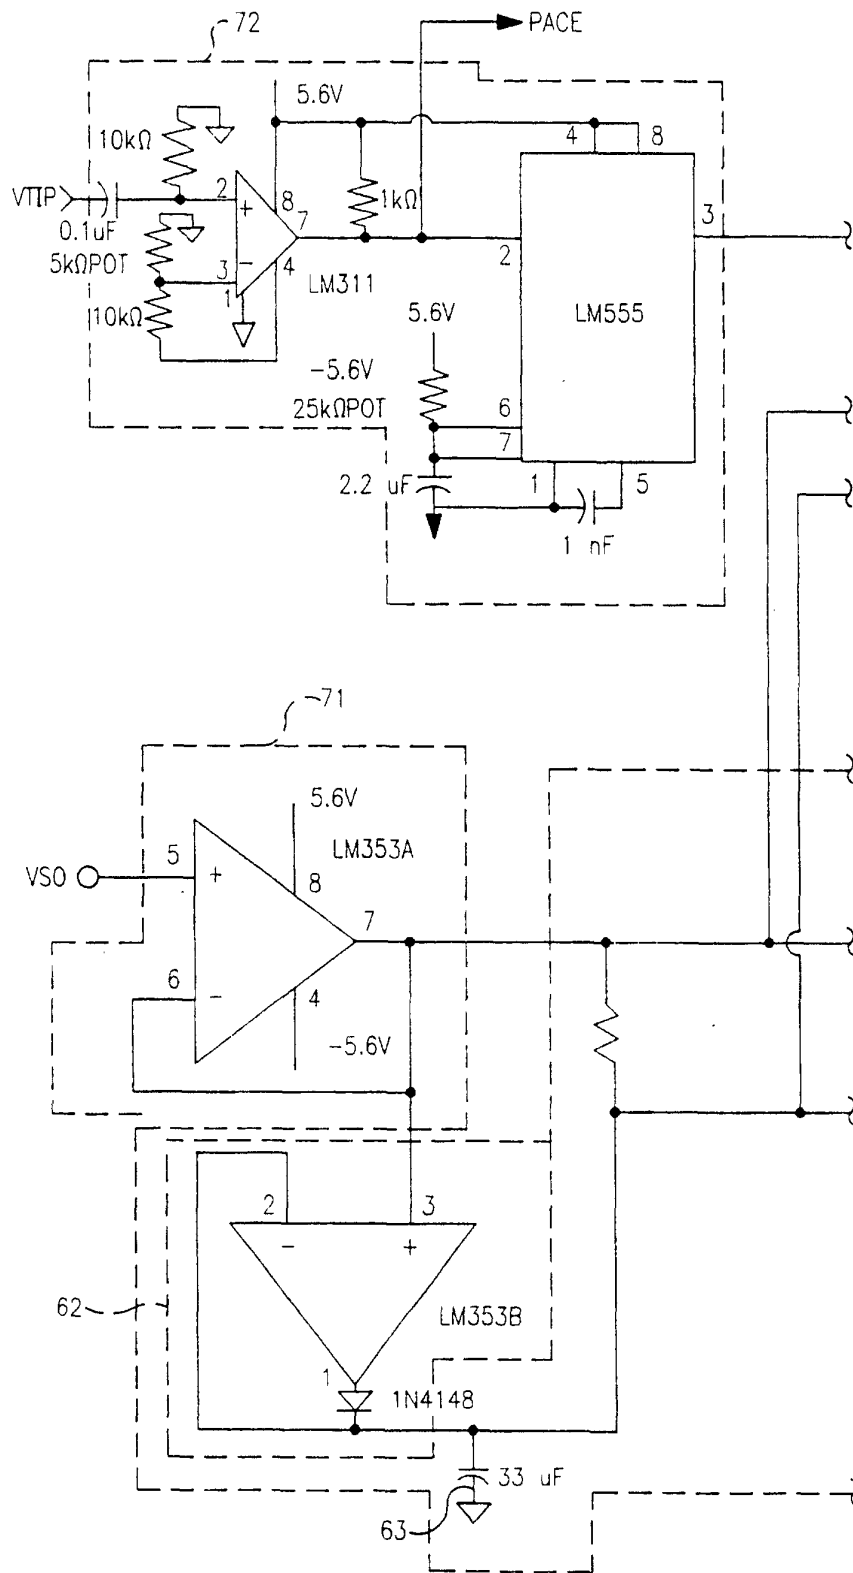 72
PACE
5.6V
4
8
10kΩ
VTIP
2
+
8
1kΩ
3
0.1uF
7
2
5kΩPOT
3
−
4
LM311
LM555
1
10kΩ
5.6V
−5.6V
25kΩPOT
6
7
2.2 uF
1
5
1 nF
71
5.6V
LM353A
5
VSO
+
8
7
6
−
4
−5.6V
2
3
−
+
62
LM353B
1
1N4148
33 uF
63